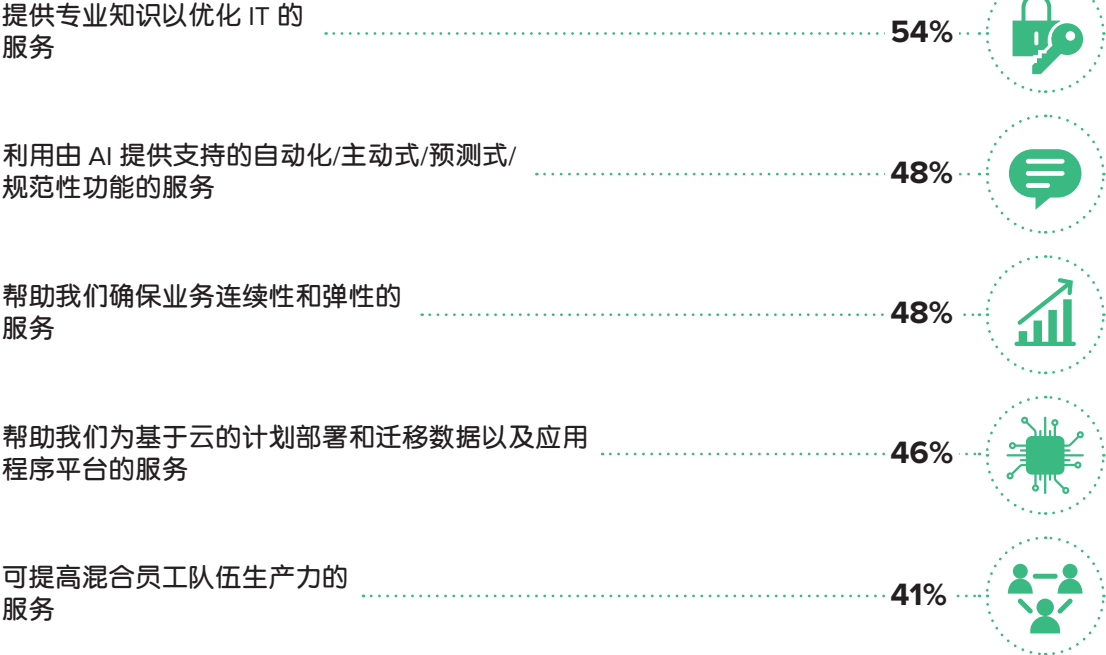 提供专业知识以优化 IT 的
服务
54%
利用由 AI 提供支持的自动化/主动式/预测式/
规范性功能的服务
48%
帮助我们确保业务连续性和弹性的
服务
48%
帮助我们为基于云的计划部署和迁移数据以及应用
程序平台的服务
46%
可提高混合员工队伍生产力的
服务
41%